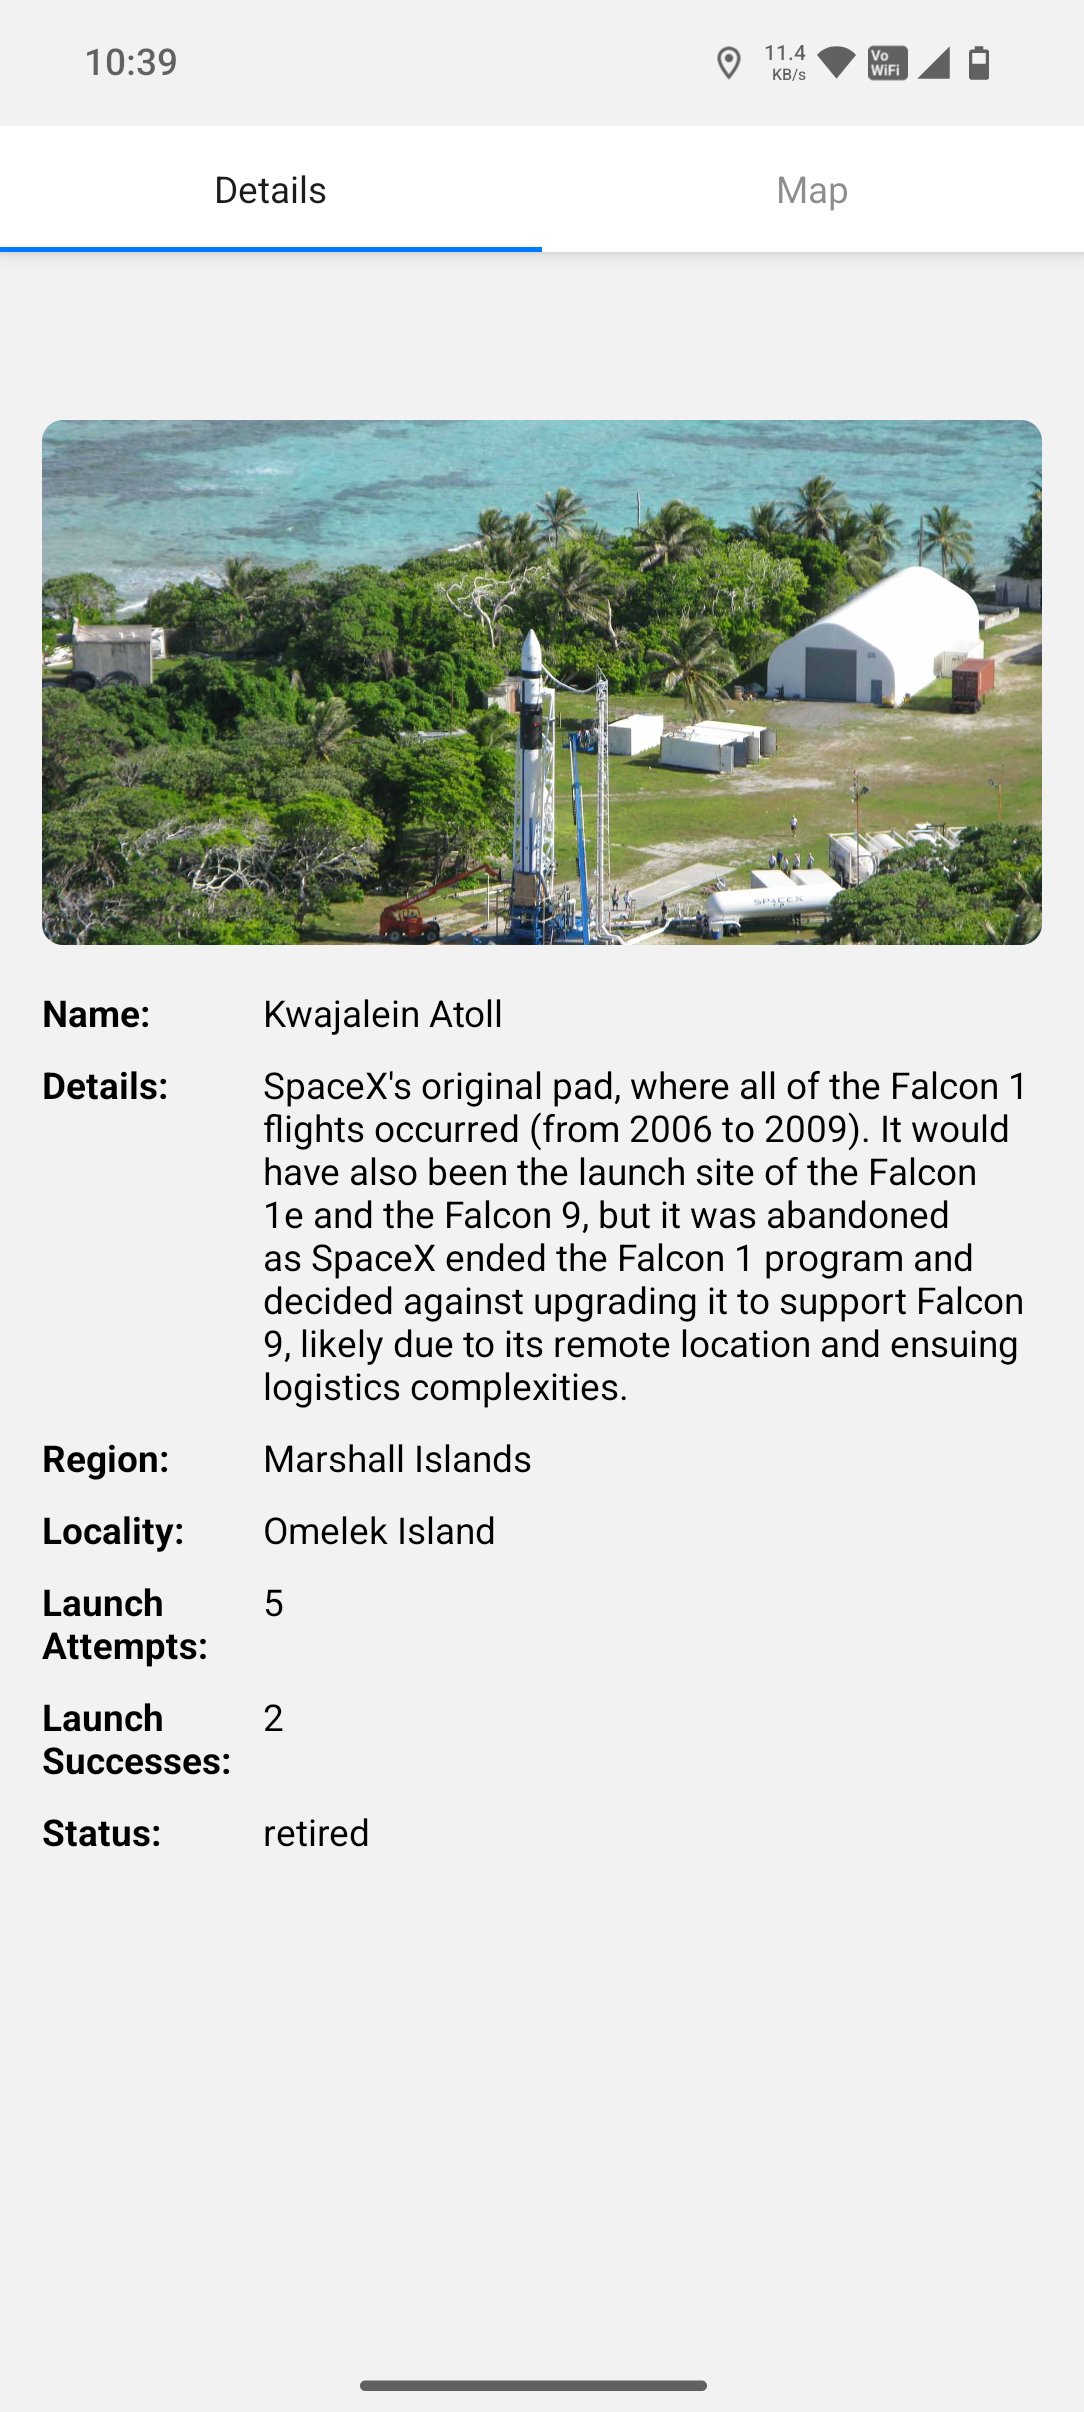 10:39
11.4
KB/s
Vo
WiFi
Details
Map
SPACEX
Name:
Kwajalein Atoll
Details:
SpaceX's original pad, where all of the Falcon 1
flights occurred (from 2006 to 2009). It would
have also been the launch site of the Falcon
1e and the Falcon 9, but it was abandoned
as SpaceX ended the Falcon 1 program and
decided against upgrading it to support Falcon
9, likely due to its remote location and ensuing
logistics complexities.
Region:
Marshall Islands
Locality:
Omelek Island
Launch
Attempts:
5
Launch
Successes:
2
Status:
retired